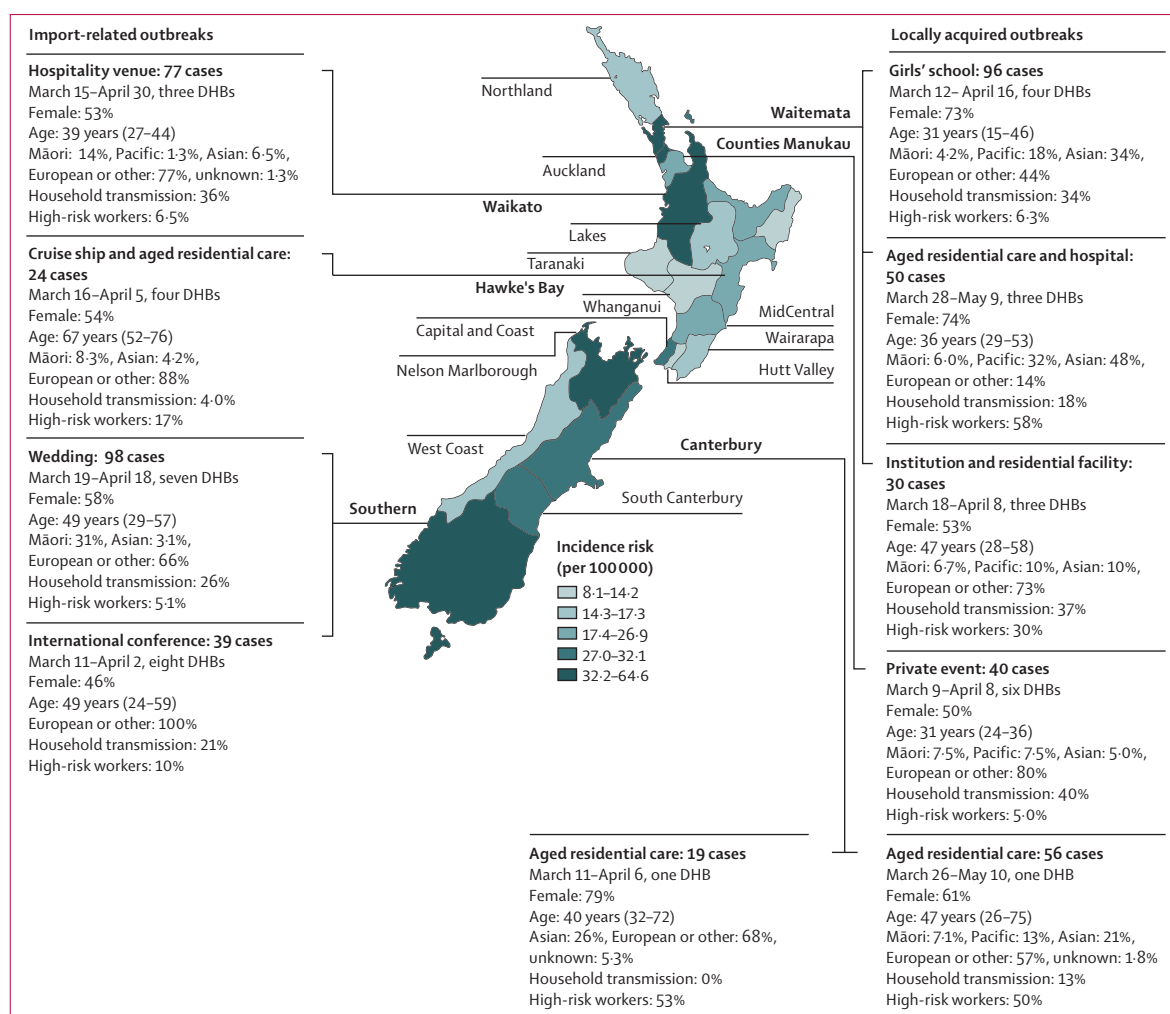 Import-related outbreaks
Hospitality venue: 77 cases
March 15–April 30, three DHBs
Female: 53%
Age: 39 years (27–44)
Māori: 14%, Pacific: 1·3%, Asian: 6·5%,
European or other: 77%, unknown: 1·3%
Household transmission: 36%
High-risk workers: 6·5%
Cruise ship and aged residential care:
24 cases
March 16–April 5, four DHBs
Female: 54%
Age: 67 years (52–76)
Māori: 8·3%, Asian: 4·2%,
European or other: 88%
Household transmission: 4·0%
High-risk workers: 17%
Wedding: 98 cases
March 19–April 18, seven DHBs
Female: 58%
Age: 49 years (29–57)
Māori: 31%, Asian: 3·1%,
European or other: 66%
Household transmission: 26%
High-risk workers: 5·1%
International conference: 39 cases
March 11–April 2, eight DHBs
Female: 46%
Age: 49 years (24–59)
European or other: 100%
Household transmission: 21%
High-risk workers: 10%
Northland
Waitemata
Counties Manukau
Auckland
Waikato
Lakes
Taranaki
Hawke's Bay
Whanganui
MidCentral
Capital and Coast
Wairarapa
Nelson Marlborough
Hutt Valley
West Coast
Canterbury
South Canterbury
Southern
Incidence risk
(per 100 000)
8·1–14·2
14·3–17·3
17·4–26·9
27·0–32·1
32·2–64·6
Locally acquired outbreaks
Girls' school: 96 cases
March 12– April 16, four DHBs
Female: 73%
Age: 31 years (15–46)
Māori: 4·2%, Pacific: 18%, Asian: 34%,
European or other: 44%
Household transmission: 34%
High-risk workers: 6·3%
Aged residential care and hospital:
50 cases
March 28–May 9, three DHBs
Female: 74%
Age: 36 years (29–53)
Māori: 6·0%, Pacific: 32%, Asian: 48%,
European or other: 14%
Household transmission: 18%
High-risk workers: 58%
Institution and residential facility:
30 cases
March 18–April 8, three DHBs
Female: 53%
Age: 47 years (28–58)
Māori: 6·7%, Pacific: 10%, Asian: 10%,
European or other: 73%
Household transmission: 37%
High-risk workers: 30%
Private event: 40 cases
March 9–April 8, six DHBs
Female: 50%
Age: 31 years (24–36)
Māori: 7·5%, Pacific: 7·5%, Asian: 5·0%,
European or other: 80%
Household transmission: 40%
High-risk workers: 5·0%
Aged residential care: 19 cases
March 11–April 6, one DHB
Female: 79%
Age: 40 years (32–72)
Asian: 26%, European or other: 68%,
unknown: 5·3%
Household transmission: 0%
High-risk workers: 53%
Aged residential care: 56 cases
March 26–May 10, one DHB
Female: 61%
Age: 47 years (26–75)
Māori: 7·1%, Pacific: 13%, Asian: 21%,
European or other: 57%, unknown: 1·8%
Household transmission: 13%
High-risk workers: 50%